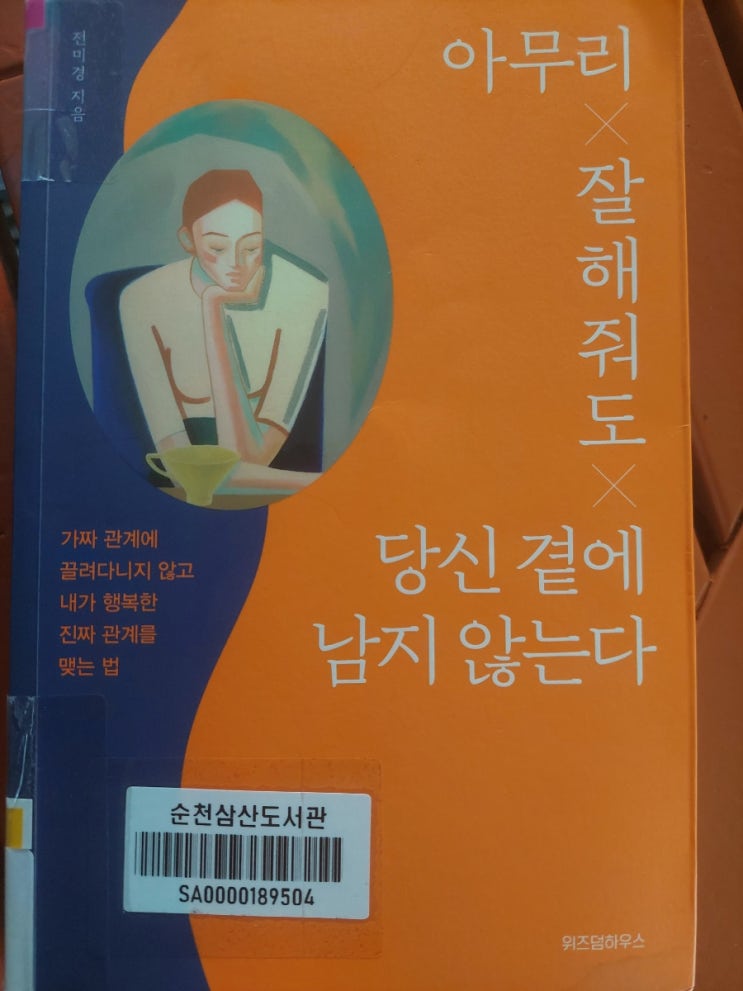 전미경 지음
아무리
×
잘
해
줘
도
×
당신 곁에
남지 않는다
가짜 관계에
끌려다니지 않고
내가 행복한
진짜 관계를
맺는 법
순천삼산도서관
SA0000189504
위즈덤하우스